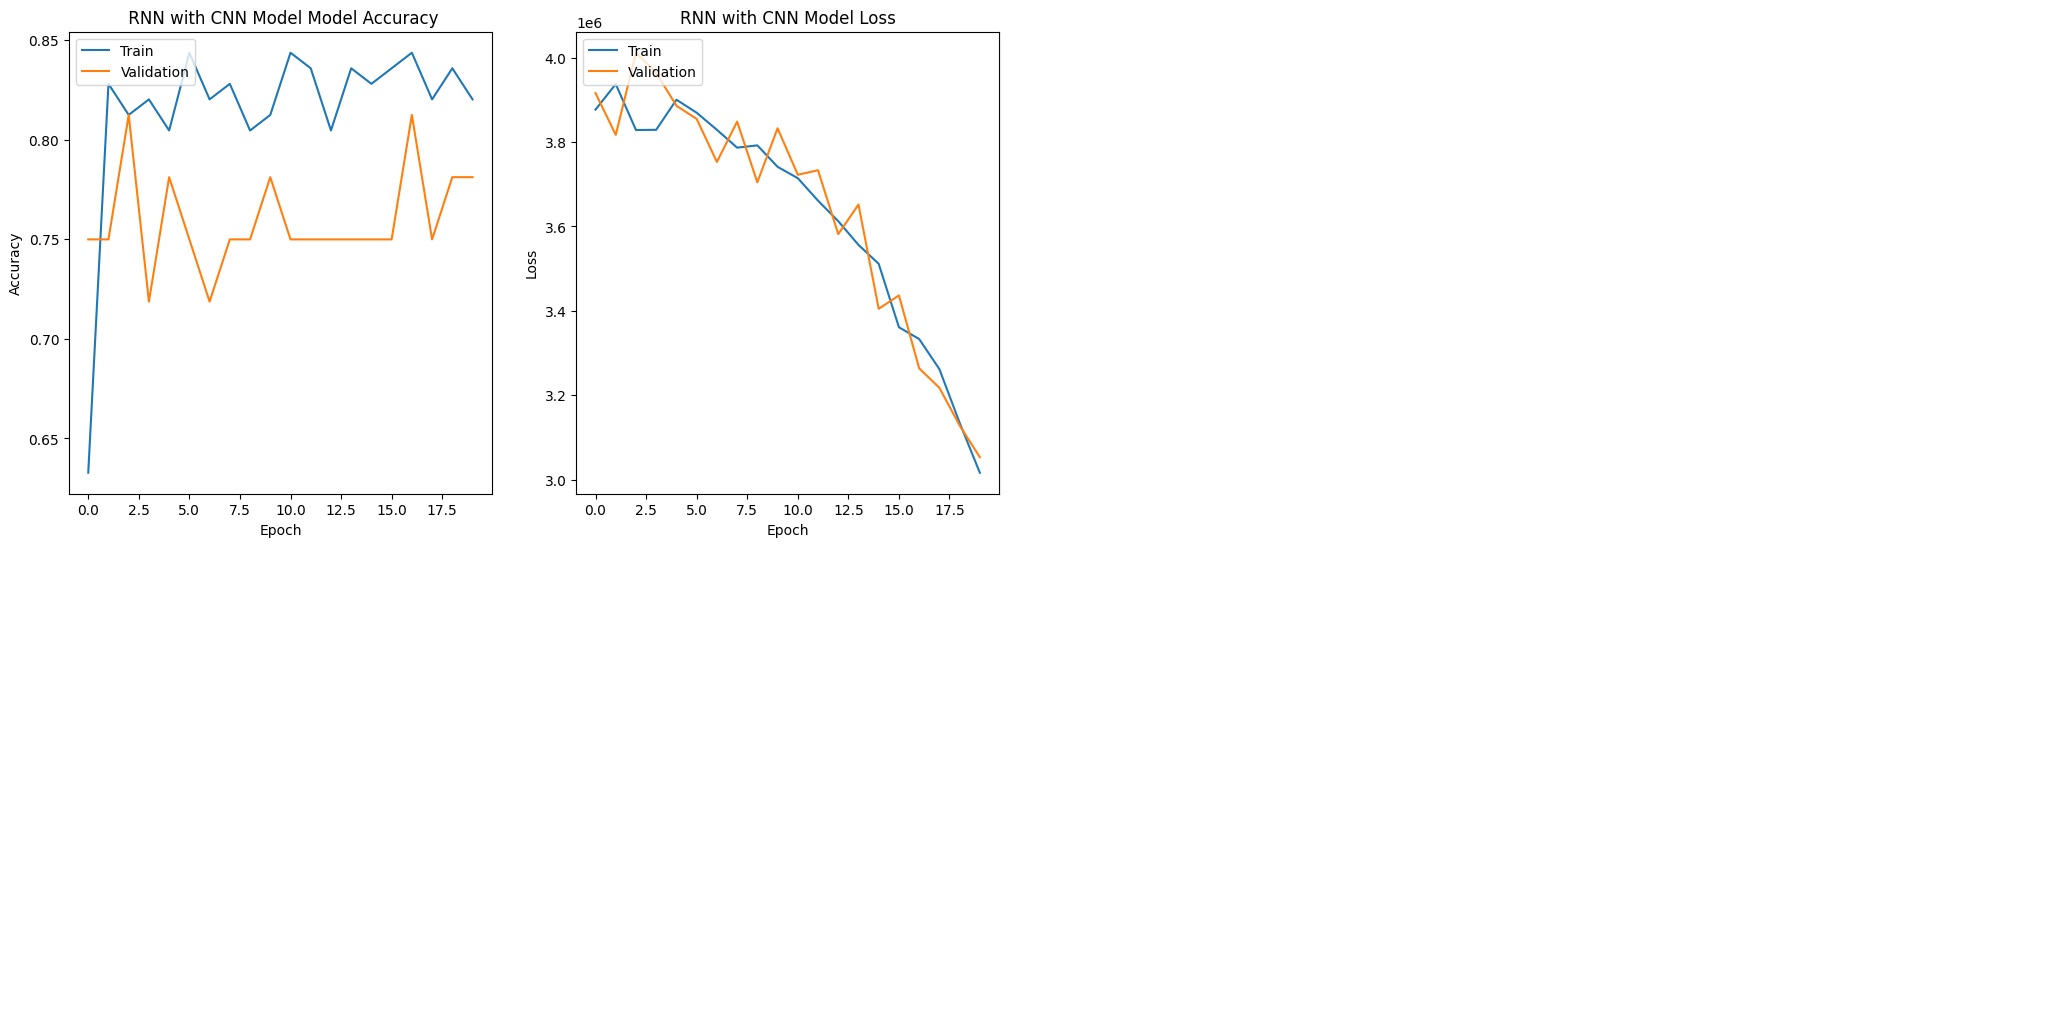 RNN with CNN Model Model Accuracy
Train
Validation
Accuracy
0.85
0.80
0.75
0.70
0.65
0.0 2.5 5.0 7.5 10.0 12.5 15.0 17.5
Epoch
RNN with CNN Model Loss
1e6
Train
Validation
Loss
4.0
3.8
3.6
3.4
3.2
3.0
0.0 2.5 5.0 7.5 10.0 12.5 15.0 17.5
Epoch